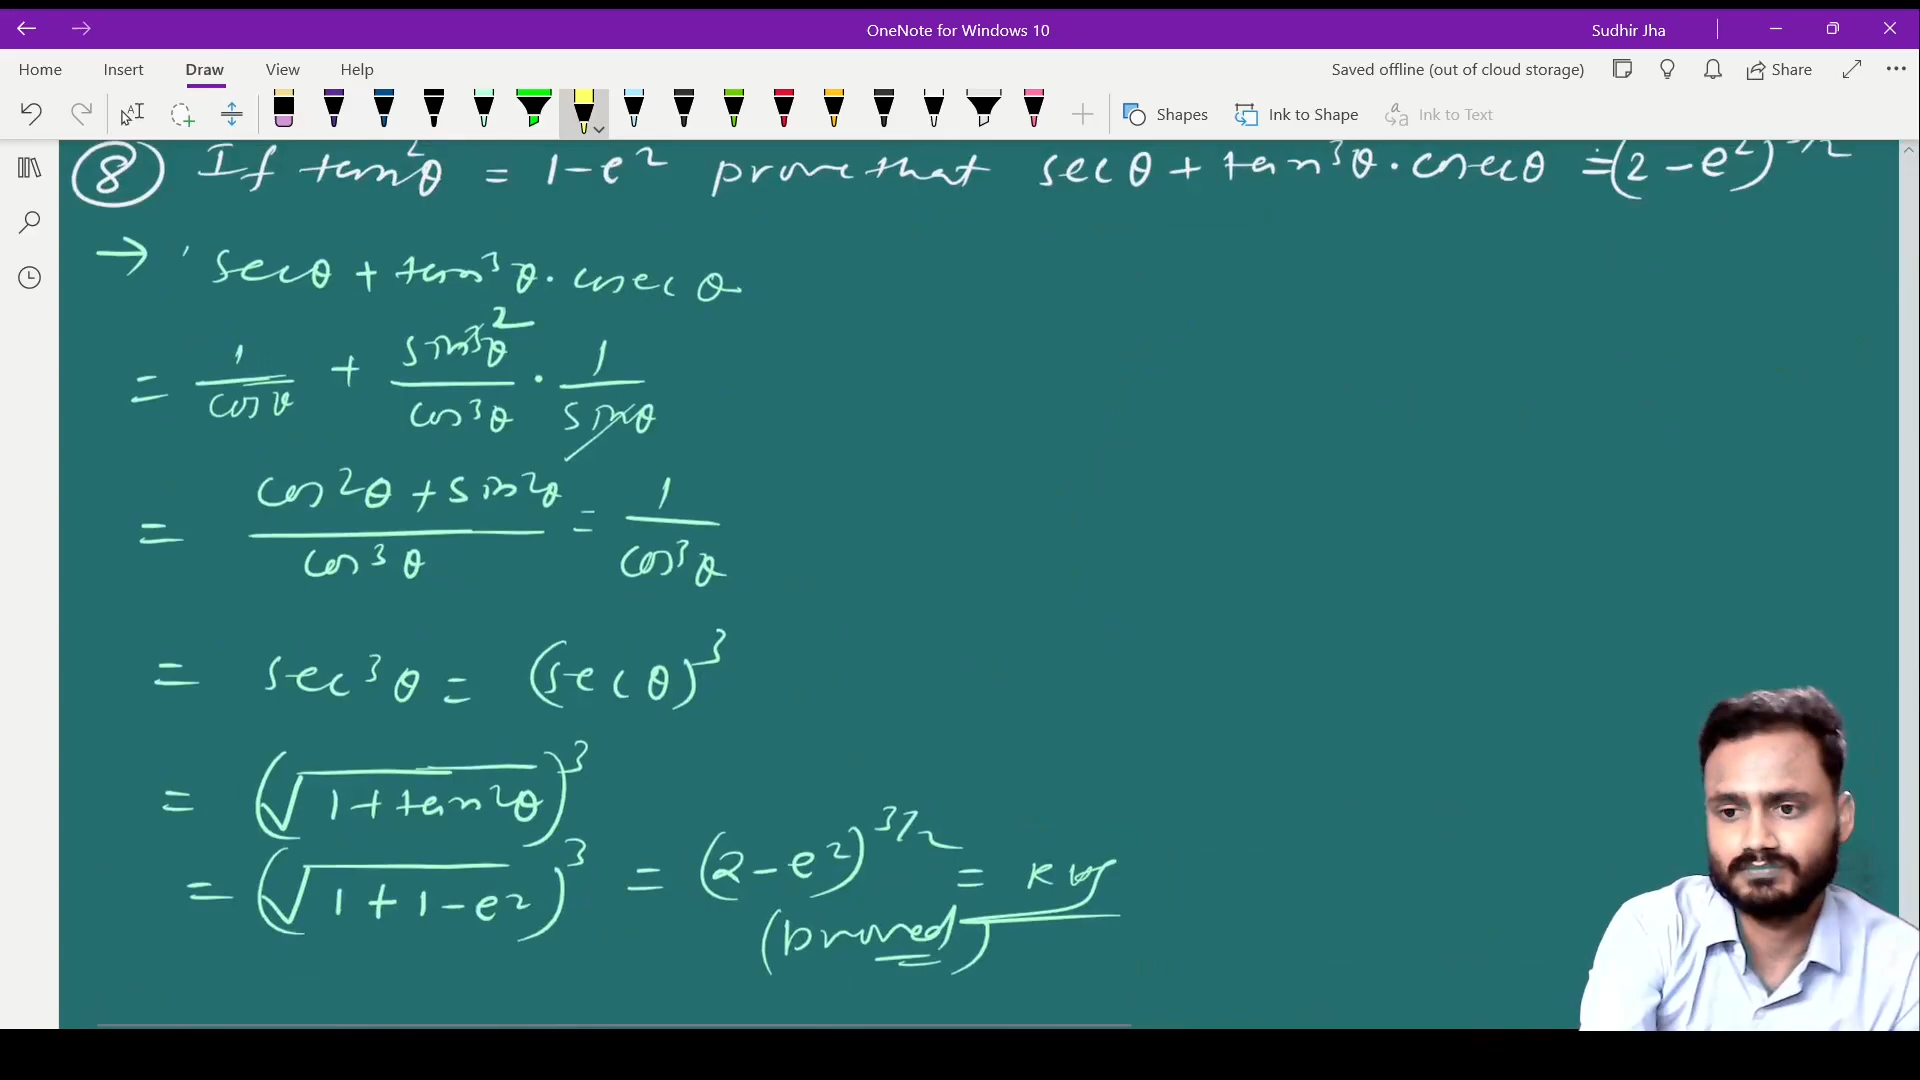 OneNote for Windows 10
Sudhir Jha
Home Insert Draw View Help
Saved offline (out of cloud storage) Share
Shapes Ink to Shape Ink to Text
⑧ If tan²θ = 1-e² prove that secθ + tan³θ · cosecθ = (2-e²)^3/2
→ secθ + tan³θ · cosecθ
= 1/cosθ + sin³θ/cos³θ · 1/sinθ
= (cos²θ + sin²θ)/cos³θ = 1/cos³θ
= sec³θ = (secθ)³
= (√(1+tan²θ))³
= (√(1+1-e²))³ = (2-e²)^3/2 = RHS
(proved)